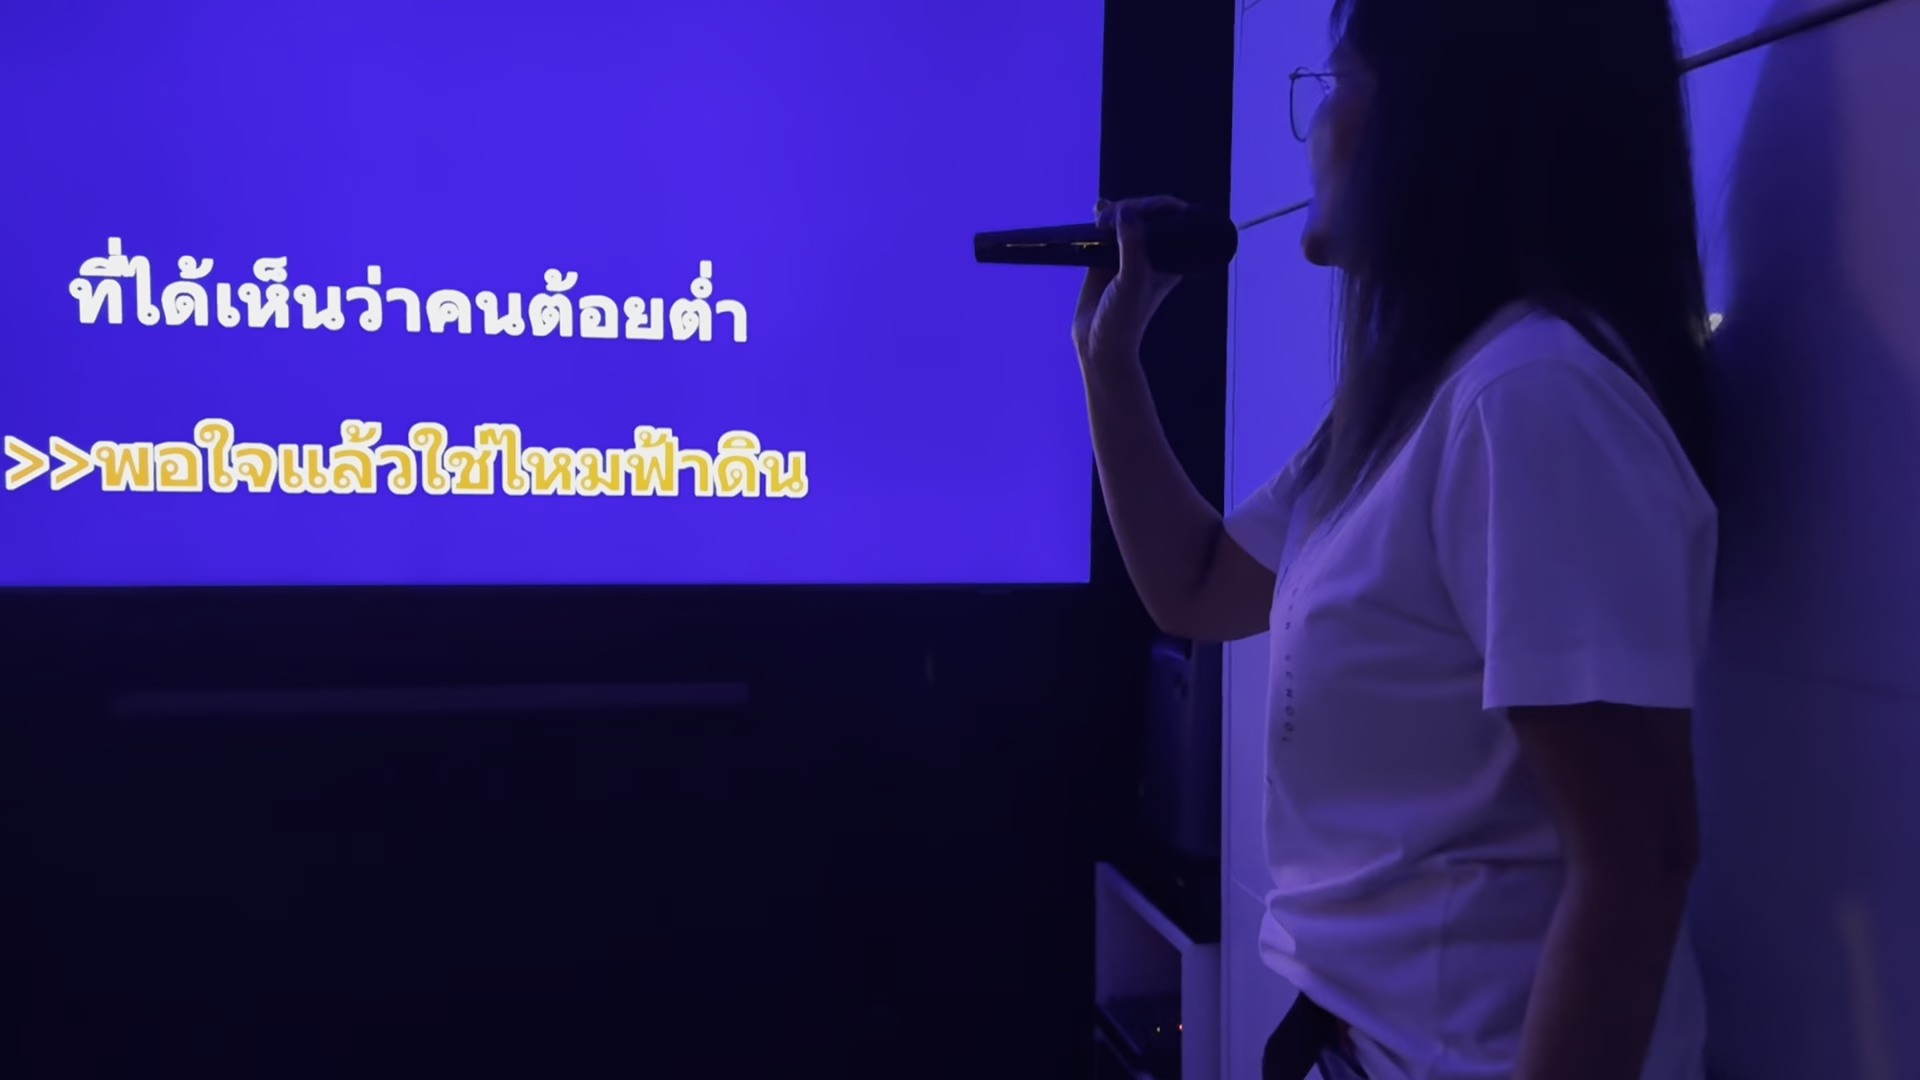 ที่ได้เห็นว่าคนต้อยต่ำ
>>พอใจแล้วใช่ไหมฟ้าดิน